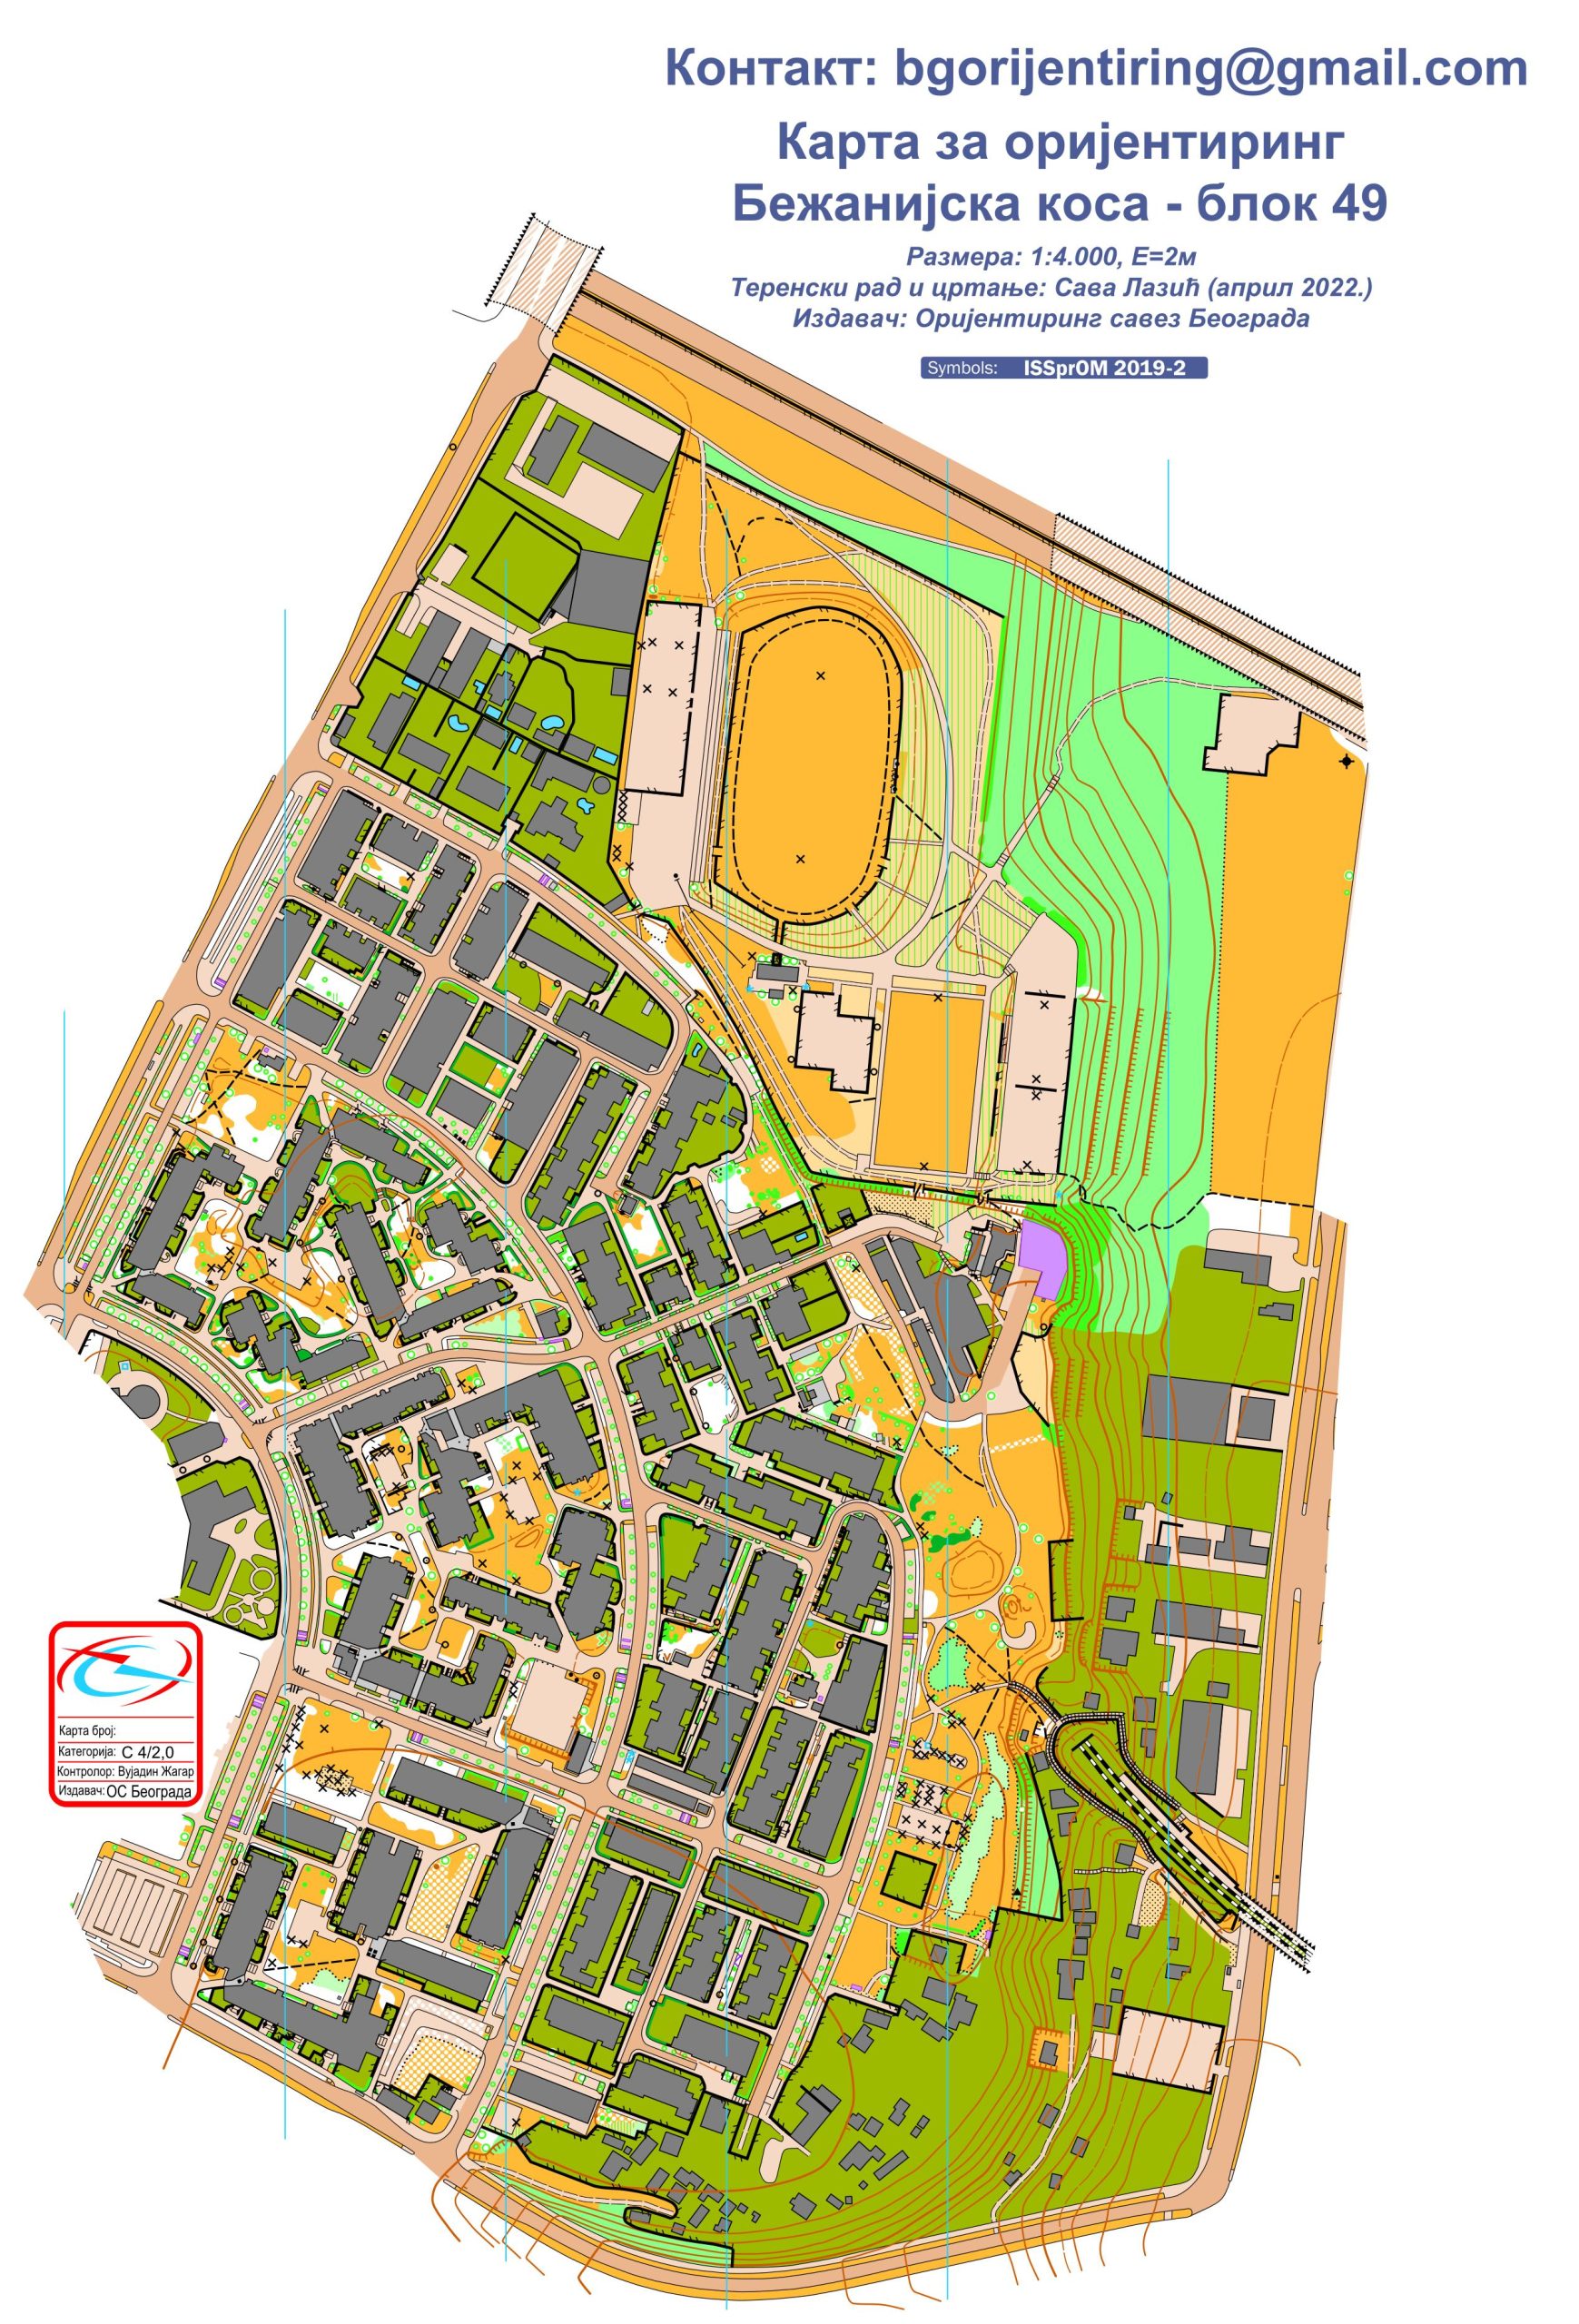 Контакт: bgorijentiring@gmail.com
Карта за оријентиринг
Бежанијска коса - блок 49
Размера: 1:4.000, Е=2м
Теренски рад и цртање: Сава Лазић (април 2022.)
Издавач: Оријентиринг савез Београда
Symbols: ISSprOM 2019-2
Карта број:
Категорија: С 4/2,0
Контролор: Вујадин Жагар
Издавач: ОС Београда